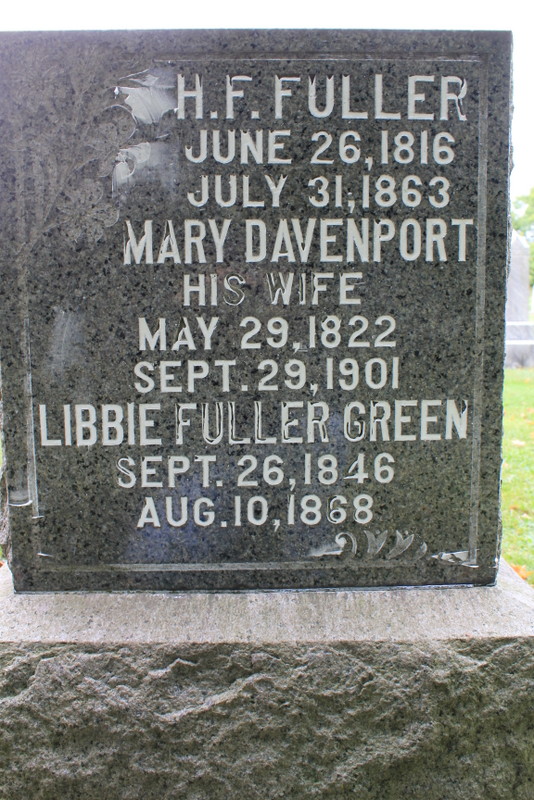 H.F. FULLER
JUNE 26,1816
JULY 31,1863
MARY DAVENPORT
HIS WIFE
MAY 29,1822
SEPT.29,1901
LIBBIE FULLER GREEN
SEPT. 26,1846
AUG.10,1868